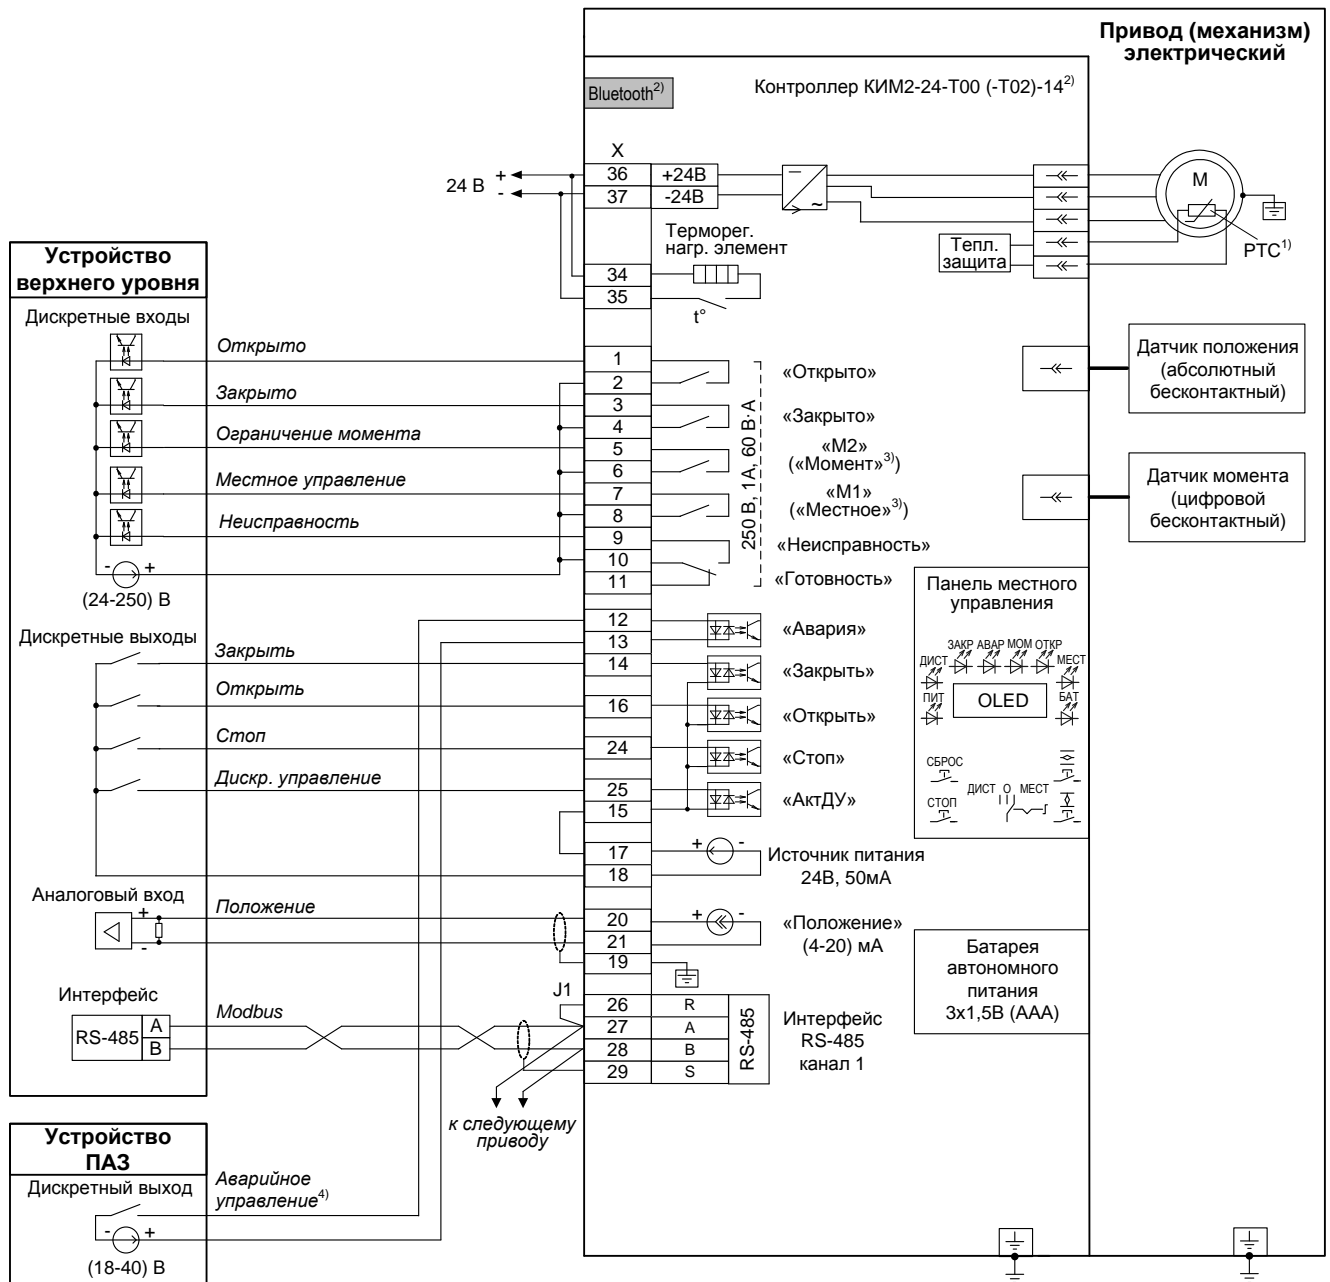 Привод (механизм)
электрический
Bluetooth2)
Контроллер КИМ2-24-Т00 (-Т02)-142)
X
24 В
+
-
36
+24В
37
-24В
M
PTC1)
Тепл.
защита
Терморег.
нагр. элемент
34
35
t°
Устройство
верхнего уровня
Дискретные входы
Открыто
Закрыто
Ограничение момента
Местное управление
Неисправность
- +
(24-250) В
1
2
3
4
5
6
7
8
9
10
11
250 В, 1А, 60 В·А
«Открыто»
«Закрыто»
«М2»
(«Момент»3))
«М1»
(«Местное»3))
«Неисправность»
«Готовность»
Датчик положения
(абсолютный
бесконтактный)
Датчик момента
(цифровой
бесконтактный)
Дискретные выходы
Закрыть
Открыть
Стоп
Дискр. управление
12
13
14
16
24
25
15
17
18
«Авария»
«Закрыть»
«Открыть»
«Стоп»
«АктДУ»
+ -
Источник питания
24В, 50мА
Панель местного
управления
ЗАКР АВАР МОМ ОТКР
ДИСТ
МЕСТ
ПИТ
OLED
БАТ
СБРОС
ДИСТ О МЕСТ
СТОП
Аналоговый вход
+
-
Положение
20
21
19
+ -
«Положение»
(4-20) мА
Батарея
автономного
питания
3х1,5В (ААА)
Интерфейс
RS-485
A
B
Modbus
J1
26
R
27
A
28
B
29
S
RS-485
Интерфейс
RS-485
канал 1
к следующему
приводу
Устройство
ПАЗ
Дискретный выход
Аварийное
управление4)
- +
(18-40) В